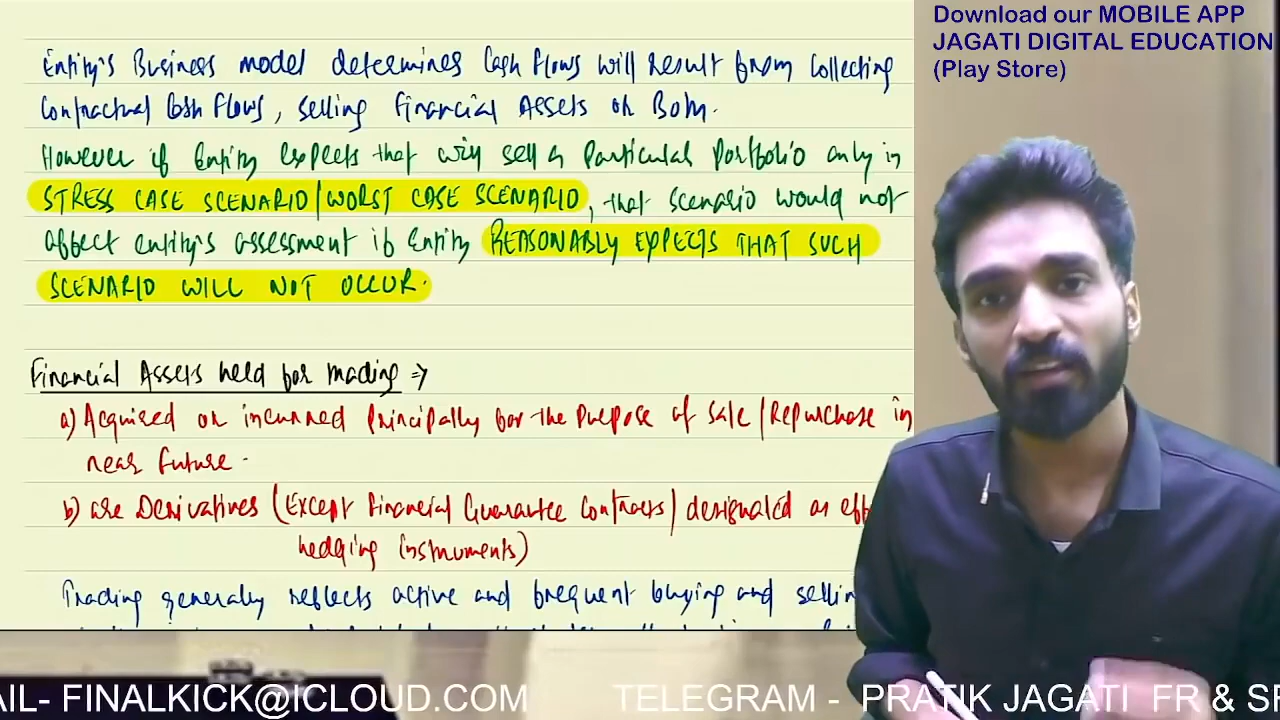 Entity's Business model determines Cash flows will result from collecting
Contractual Cash Flows, selling Financial Assets or Both.
However if Entity expects that will sell a Particular Portfolio only in
STRESS CASE SCENARIO/WORST CASE SCENARIO, that scenario would not
affect entity's assessment if Entity REASONABLY EXPECTS THAT SUCH
SCENARIO WILL NOT OCCUR.
Financial Assets held for trading ⇒
a) Acquired or incurred Principally for the Purpose of Sale/Repurchase in
near future.
b) are Derivatives (Except Financial Guarantee Contracts/designated as eff
hedging instruments)
Trading generally reflects active and frequent buying and sellin
Download our MOBILE APP
JAGATI DIGITAL EDUCATION
(Play Store)
AIL- FINALKICK@ICLOUD.COM TELEGRAM - PRATIK JAGATI FR & SF